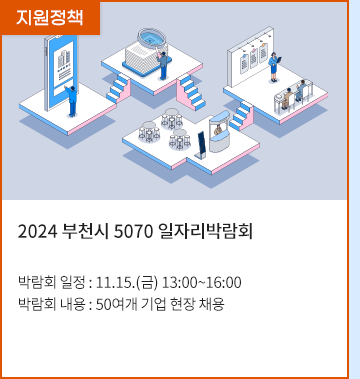 지원정책
2024 부천시 5070 일자리박람회
박람회 일정 : 11.15.(금) 13:00~16:00
박람회 내용 : 50여개 기업 현장 채용